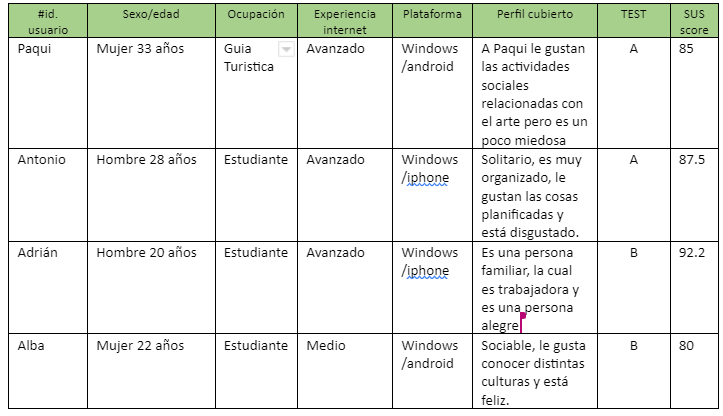 #id. usuario Sexo/edad Ocupación Experiencia internet Plataforma Perfil cubierto TEST SUS score
Paqui Mujer 33 años Guia Avanzado Windows A Paqui le gustan A 85
Turistica /android las actividades
sociales
relacionadas con
el arte pero es un
poco miedosa
Antonio Hombre 28 años Estudiante Avanzado Windows Solitario, es muy A 87.5
/iphone organizado, le
gustan las cosas
planificadas y
está disgustado.
Adrián Hombre 20 años Estudiante Avanzado Windows Es una persona B 92.2
/iphone familiar, la cual
es trabajadora y
es una persona
alegre
Alba Mujer 22 años Estudiante Medio Windows Sociable, le gusta B 80
/android conocer distintas
culturas y está
feliz.